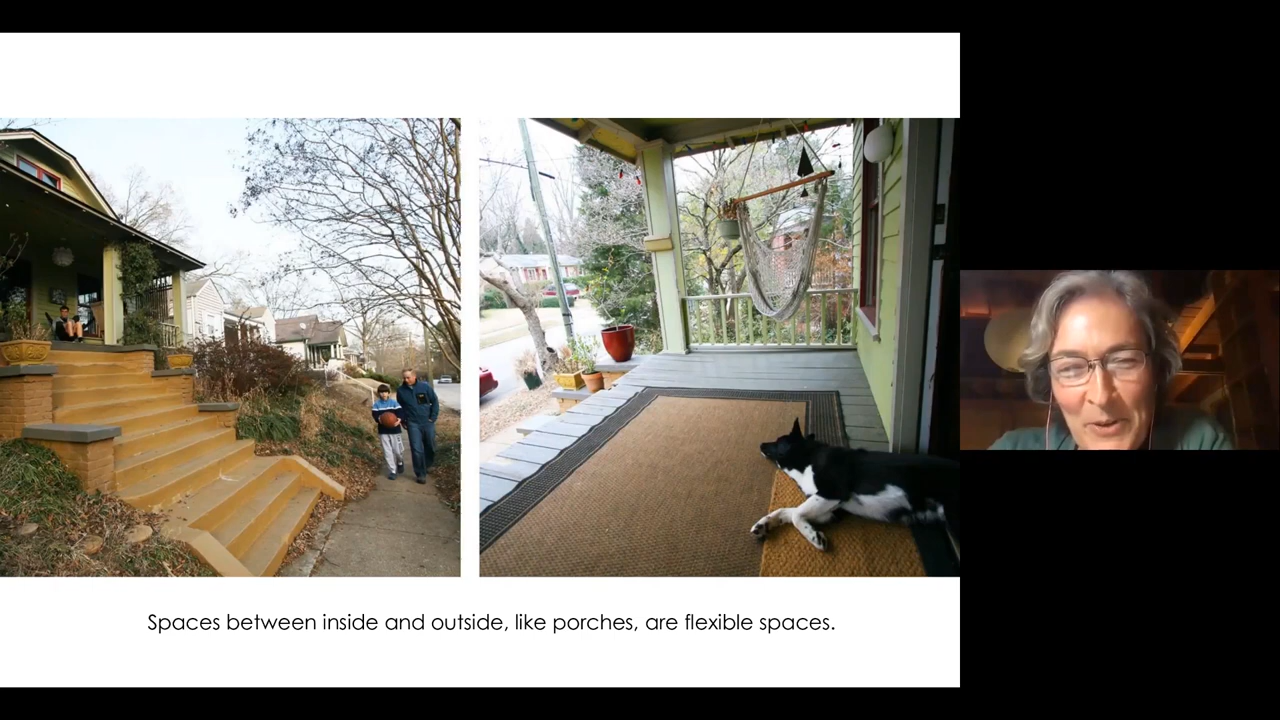 Spaces between inside and outside, like porches, are flexible spaces.